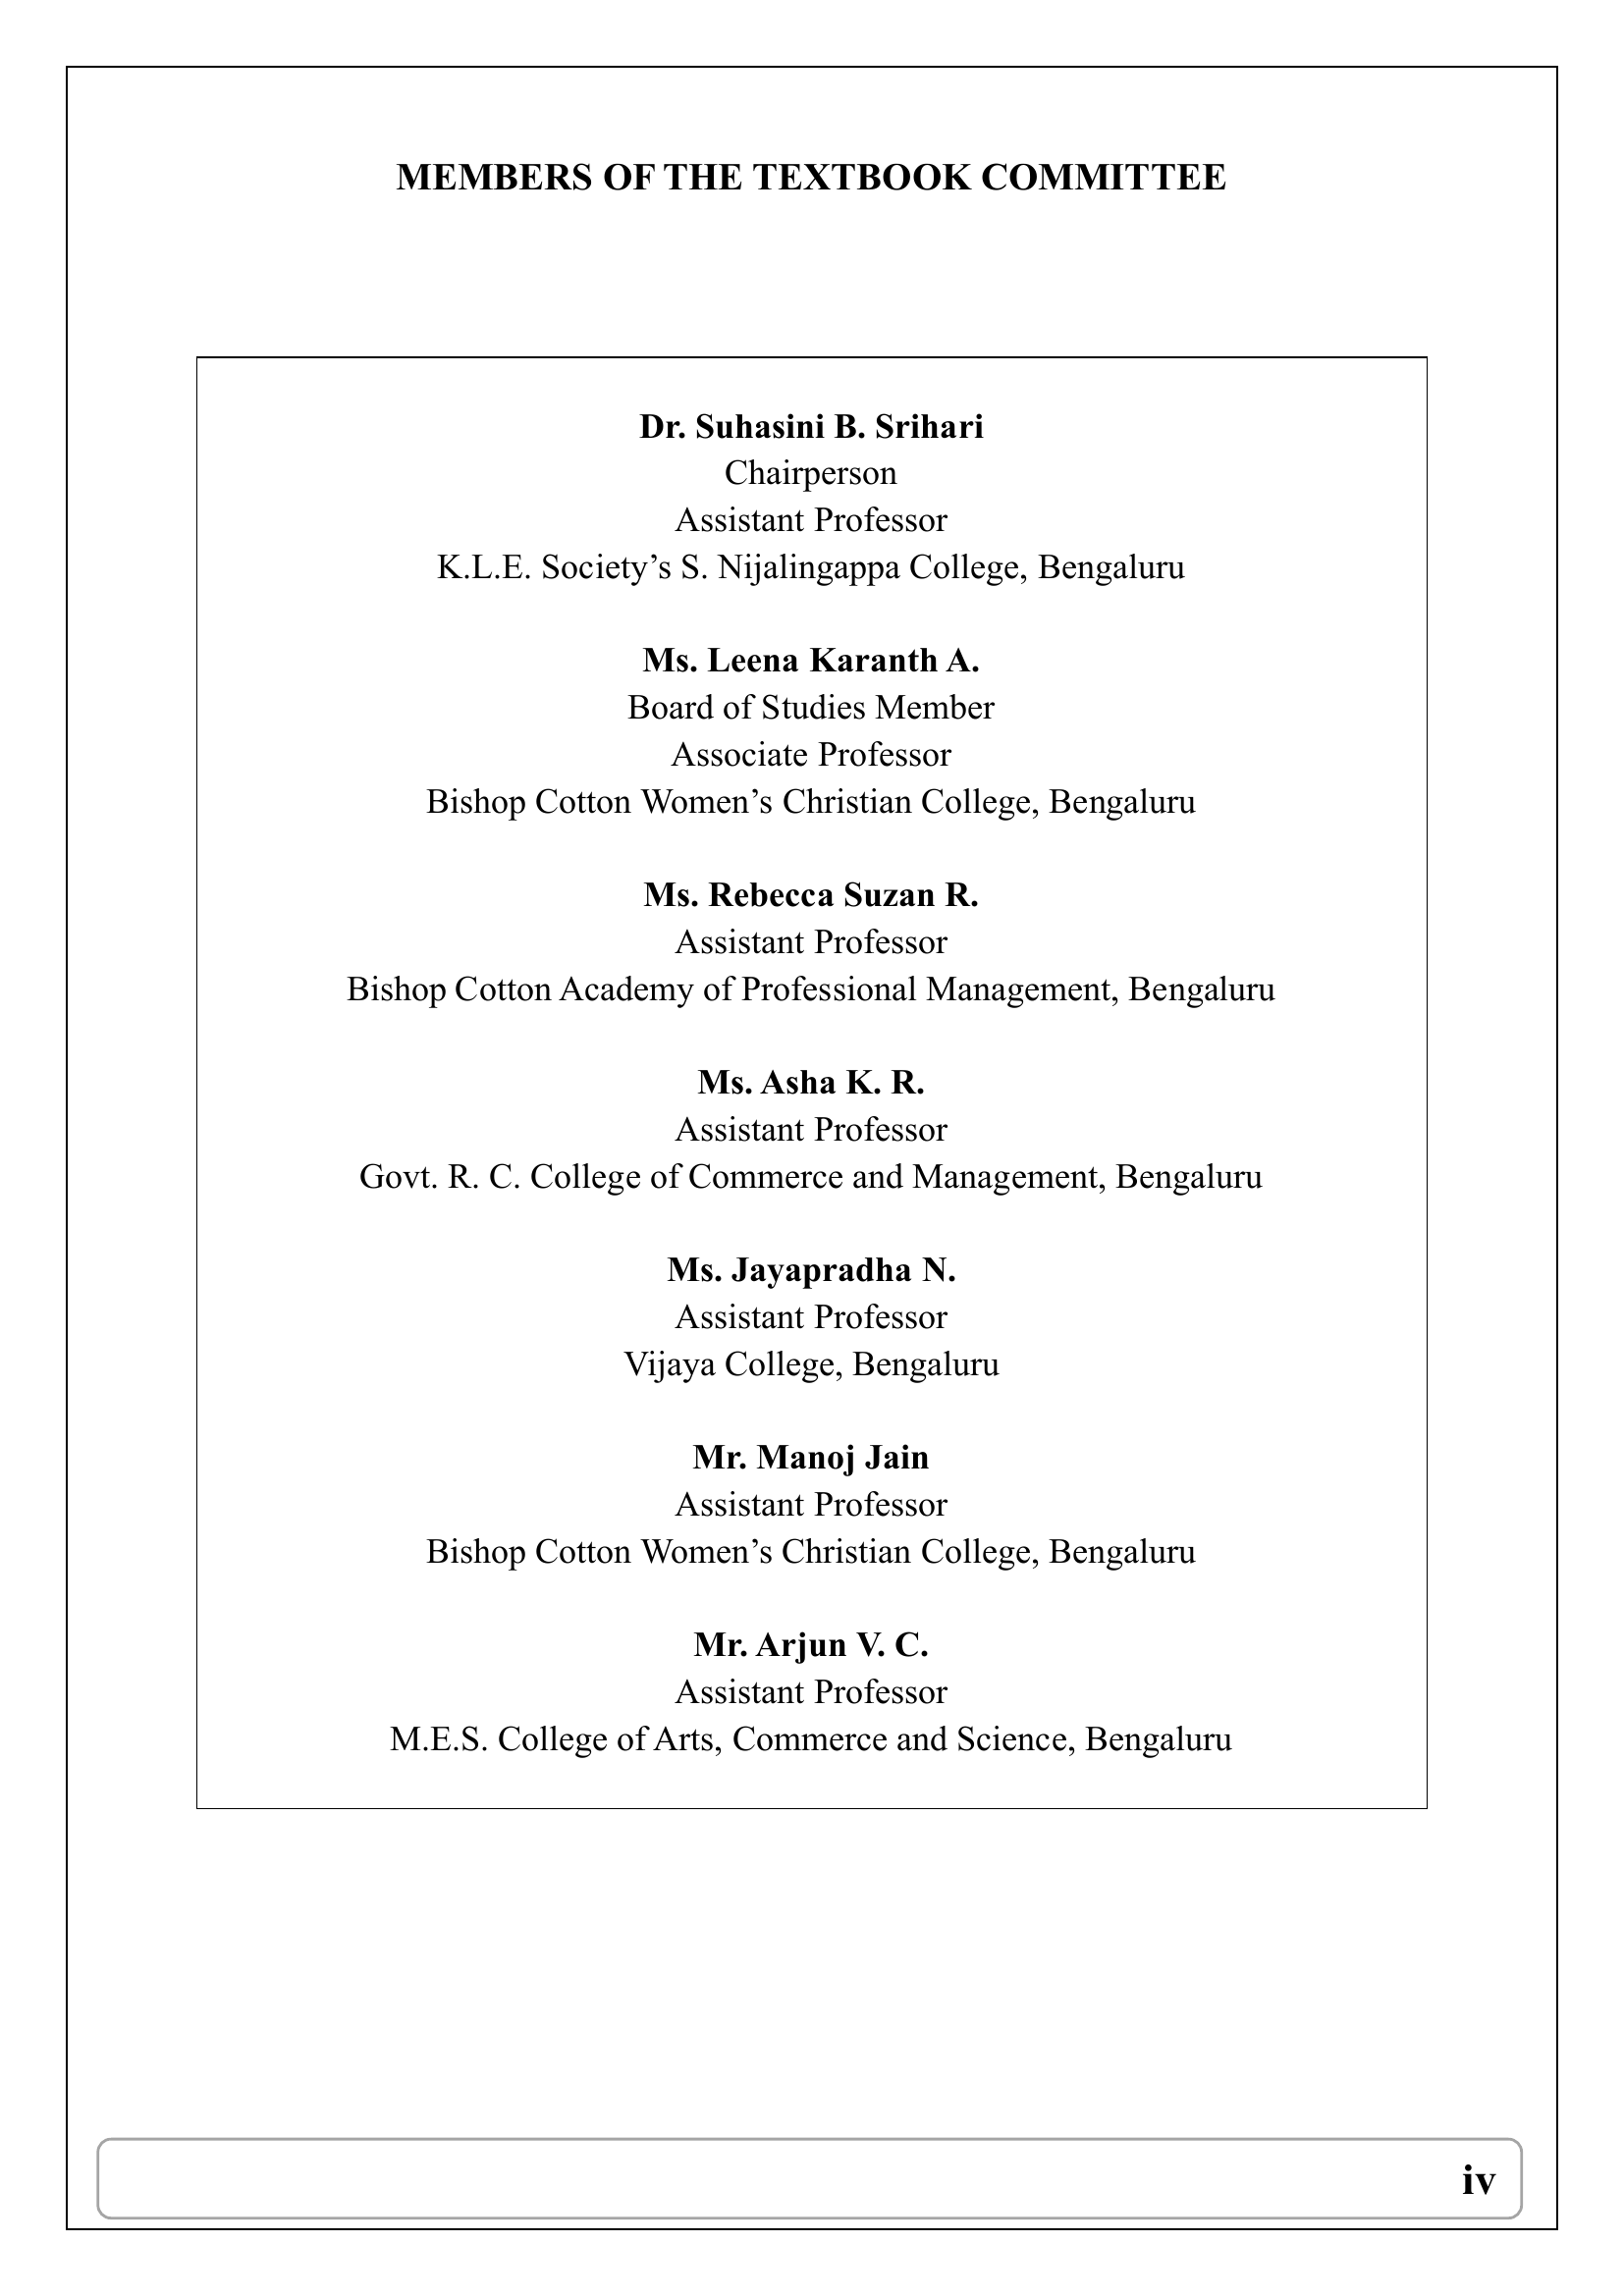 MEMBERS OF THE TEXTBOOK COMMITTEE
Dr. Suhasini B. Srihari
Chairperson
Assistant Professor
K.L.E. Society’s S. Nijalingappa College, Bengaluru
Ms. Leena Karanth A.
Board of Studies Member
Associate Professor
Bishop Cotton Women’s Christian College, Bengaluru
Ms. Rebecca Suzan R.
Assistant Professor
Bishop Cotton Academy of Professional Management, Bengaluru
Ms. Asha K. R.
Assistant Professor
Govt. R. C. College of Commerce and Management, Bengaluru
Ms. Jayapradha N.
Assistant Professor
Vijaya College, Bengaluru
Mr. Manoj Jain
Assistant Professor
Bishop Cotton Women’s Christian College, Bengaluru
Mr. Arjun V. C.
Assistant Professor
M.E.S. College of Arts, Commerce and Science, Bengaluru
iv